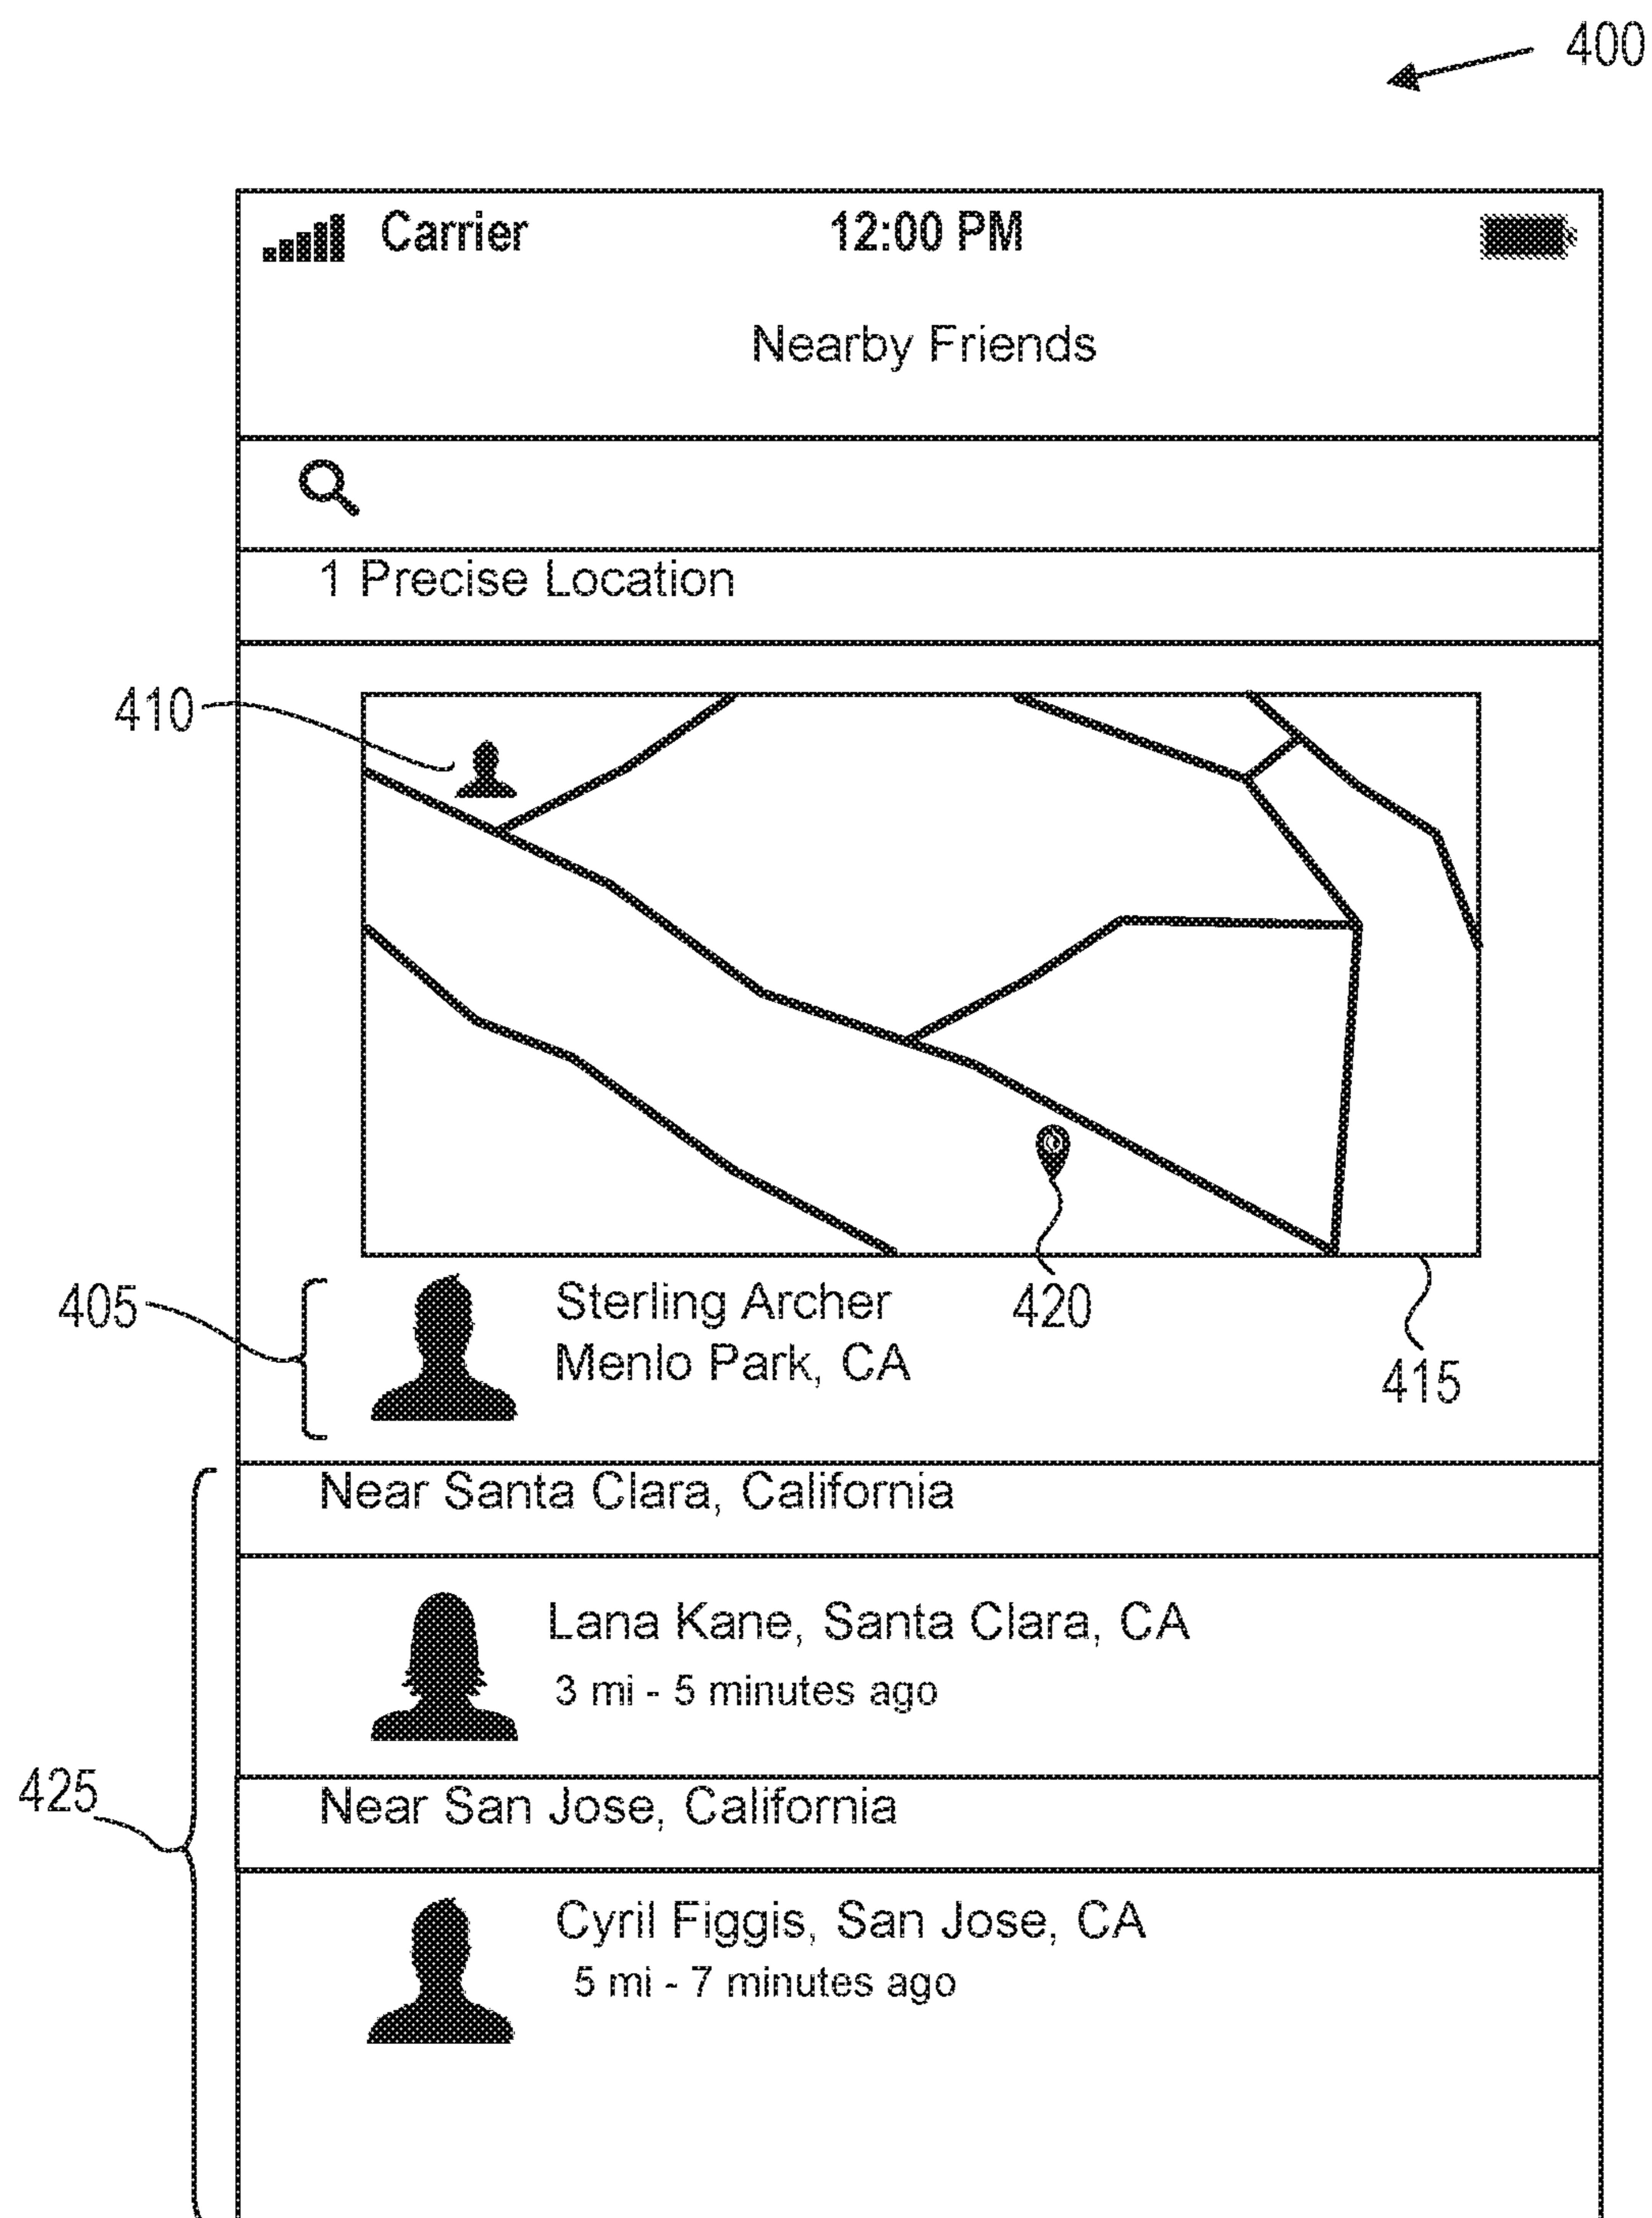 400
Carrier 12:00 PM
Nearby Friends
1 Precise Location
410
405
Sterling Archer
Menlo Park, CA
420
415
Near Santa Clara, California
Lana Kane, Santa Clara, CA
3 mi - 5 minutes ago
425
Near San Jose, California
Cyril Figgis, San Jose, CA
5 mi - 7 minutes ago